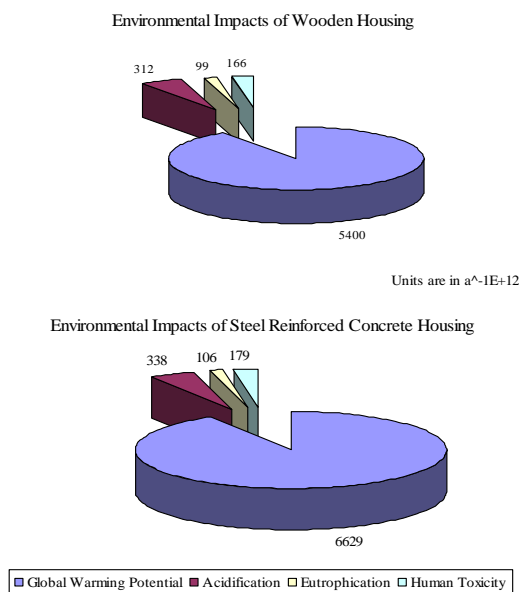 Environmental Impacts of Wooden Housing
312
99
166
5400
Units are in a^-1E+12
Environmental Impacts of Steel Reinforced Concrete Housing
338
106
179
6629
Global Warming Potential Acidification Eutrophication Human Toxicity